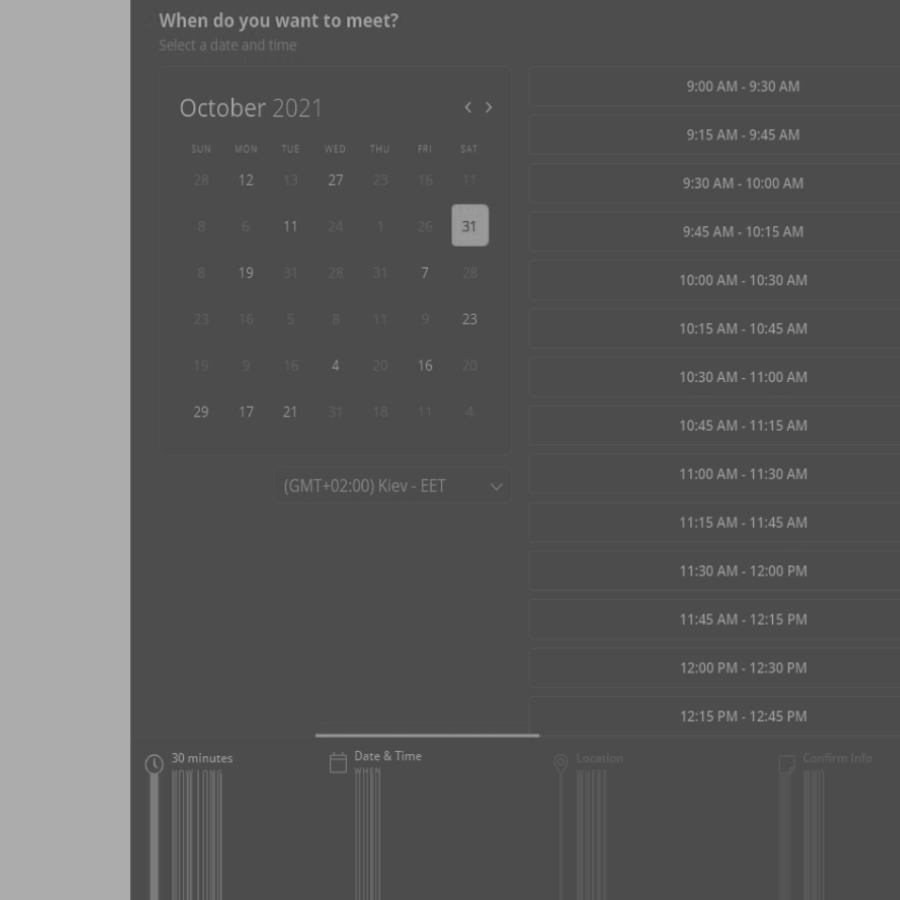 When do you want to meet?
Select a date and time
October 2021
SUN MON TUE WED THU FRI SAT
28 12 13 27 23 16 11
8 6 11 24 1 26 31
8 19 31 28 31 7 28
23 16 5 8 11 9 23
19 9 16 4 20 16 20
29 17 21 31 18 11 4
(GMT+02:00) Kiev - EET
9:00 AM - 9:30 AM
9:15 AM - 9:45 AM
9:30 AM - 10:00 AM
9:45 AM - 10:15 AM
10:00 AM - 10:30 AM
10:15 AM - 10:45 AM
10:30 AM - 11:00 AM
10:45 AM - 11:15 AM
11:00 AM - 11:30 AM
11:15 AM - 11:45 AM
11:30 AM - 12:00 PM
11:45 AM - 12:15 PM
12:00 PM - 12:30 PM
12:15 PM - 12:45 PM
30 minutes
HOW LONG
Date & Time
WHEN
Location
WHERE
Confirm Info